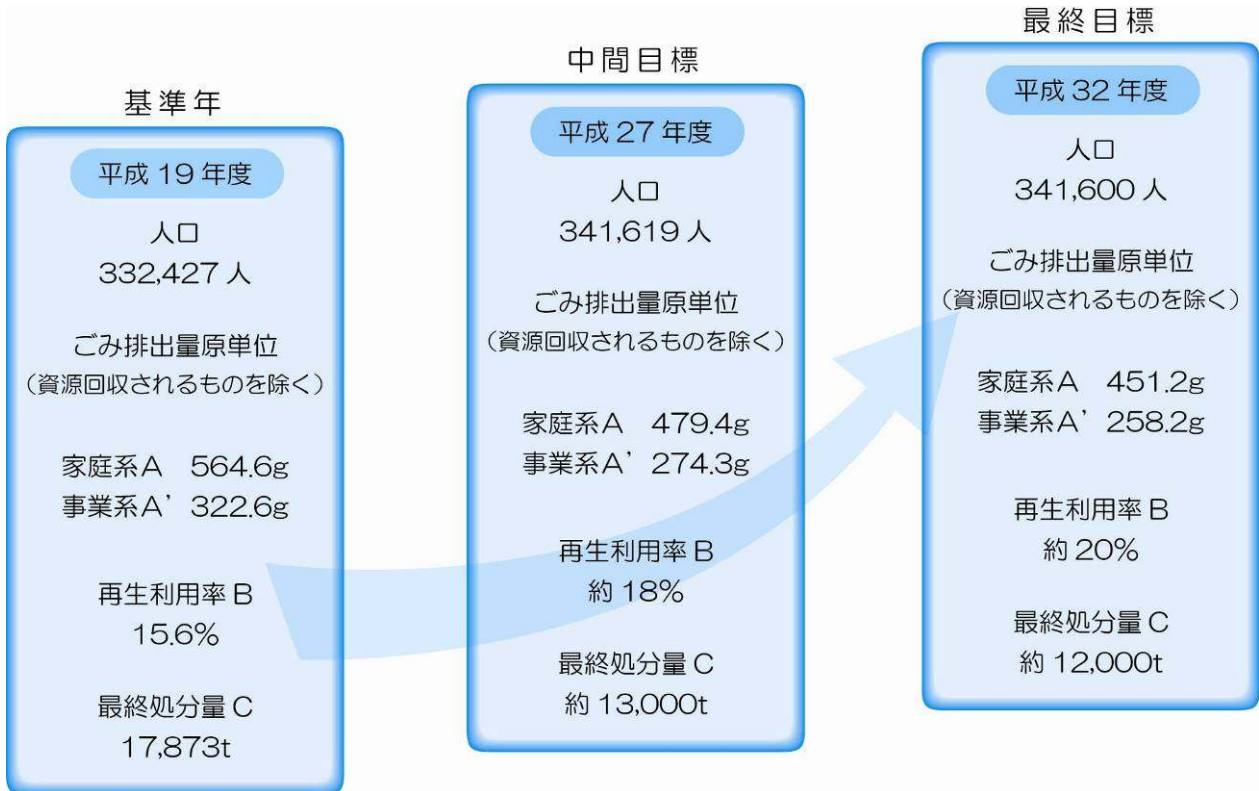 基準年
平成 19 年度
人口
332,427 人
ごみ排出量原単位
（資源回収されるものを除く）
家庭系A 564.6g
事業系A’ 322.6g
再生利用率 B
15.6%
最終処分量 C
17,873t
中間目標
平成 27 年度
人口
341,619 人
ごみ排出量原単位
（資源回収されるものを除く）
家庭系A 479.4g
事業系A’ 274.3g
再生利用率 B
約 18%
最終処分量 C
約 13,000t
最終目標
平成 32 年度
人口
341,600 人
ごみ排出量原単位
（資源回収されるものを除く）
家庭系A 451.2g
事業系A’ 258.2g
再生利用率 B
約 20%
最終処分量 C
約 12,000t